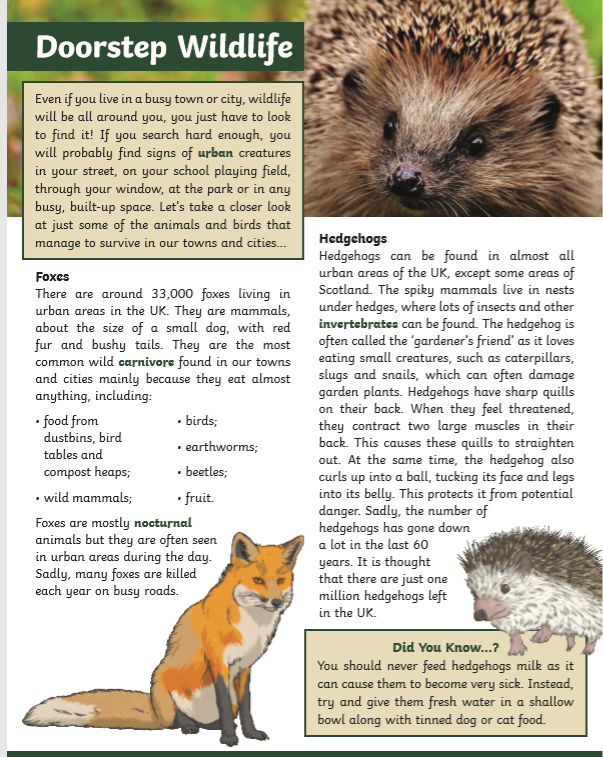 Doorstep Wildlife
Even if you live in a busy town or city, wildlife
will be all around you, you just have to look
to find it! If you search hard enough, you
will probably find signs of urban creatures
in your street, on your school playing field,
through your window, at the park or in any
busy, built-up space. Let's take a closer look
at just some of the animals and birds that
manage to survive in our towns and cities...
Foxes
There are around 33,000 foxes living in
urban areas in the UK. They are mammals,
about the size of a small dog, with red
fur and bushy tails. They are the most
common wild carnivore found in our towns
and cities mainly because they eat almost
anything, including:
• food from
dustbins, bird
tables and
compost heaps;
• wild mammals;
• birds;
• earthworms;
• beetles;
• fruit.
Foxes are mostly nocturnal
animals but they are often seen
in urban areas during the day.
Sadly, many foxes are killed
each year on busy roads.
Hedgehogs
Hedgehogs can be found in almost all
urban areas of the UK, except some areas of
Scotland. The spiky mammals live in nests
under hedges, where lots of insects and other
invertebrates can be found. The hedgehog is
often called the 'gardener's friend' as it loves
eating small creatures, such as caterpillars,
slugs and snails, which can often damage
garden plants. Hedgehogs have sharp quills
on their back. When they feel threatened,
they contract two large muscles in their
back. This causes these quills to straighten
out. At the same time, the hedgehog also
curls up into a ball, tucking its face and legs
into its belly. This protects it from potential
danger. Sadly, the number of
hedgehogs has gone down
a lot in the last 60
years. It is thought
that there are just one
million hedgehogs left
in the UK.
Did You Know...?
You should never feed hedgehogs milk as it
can cause them to become very sick. Instead,
try and give them fresh water in a shallow
bowl along with tinned dog or cat food.